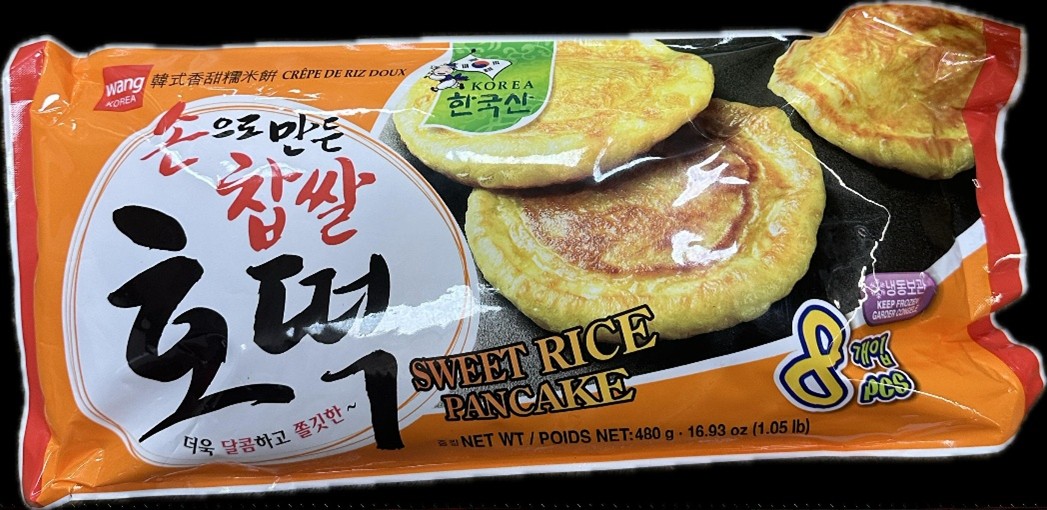 wang
KOREA
韓式香甜糯米餅 CRÊPE DE RIZ DOUX
KOREA
한국산
손으로 만든
찹쌀
호떡
더욱 달콤하고 쫄깃한~
SWEET RICE
PANCAKE
냉동보관
KEEP FROZEN
GARDER CONGELÉ
8 개입
pcs
NET WT / POIDS NET: 480 g · 16.93 oz (1.05 lb)